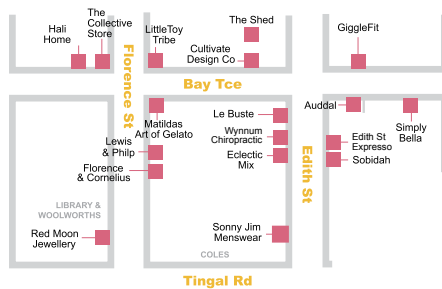 Hali
Home
The
Collective
Store
LittleToy
Tribe
The Shed
Cultivate
Design Co
GiggleFit
Florence St
Bay Tce
Matildas
Art of Gelato
Le Buste
Auddal
Simply
Bella
Lewis
& Philp
Wynnum
Chiropractic
Edith St
Edith St
Espresso
Florence
& Cornelius
Eclectic
Mix
Sobidah
LIBRARY &
WOOLWORTHS
Red Moon
Jewellery
Sonny Jim
Menswear
COLES
Tingal Rd